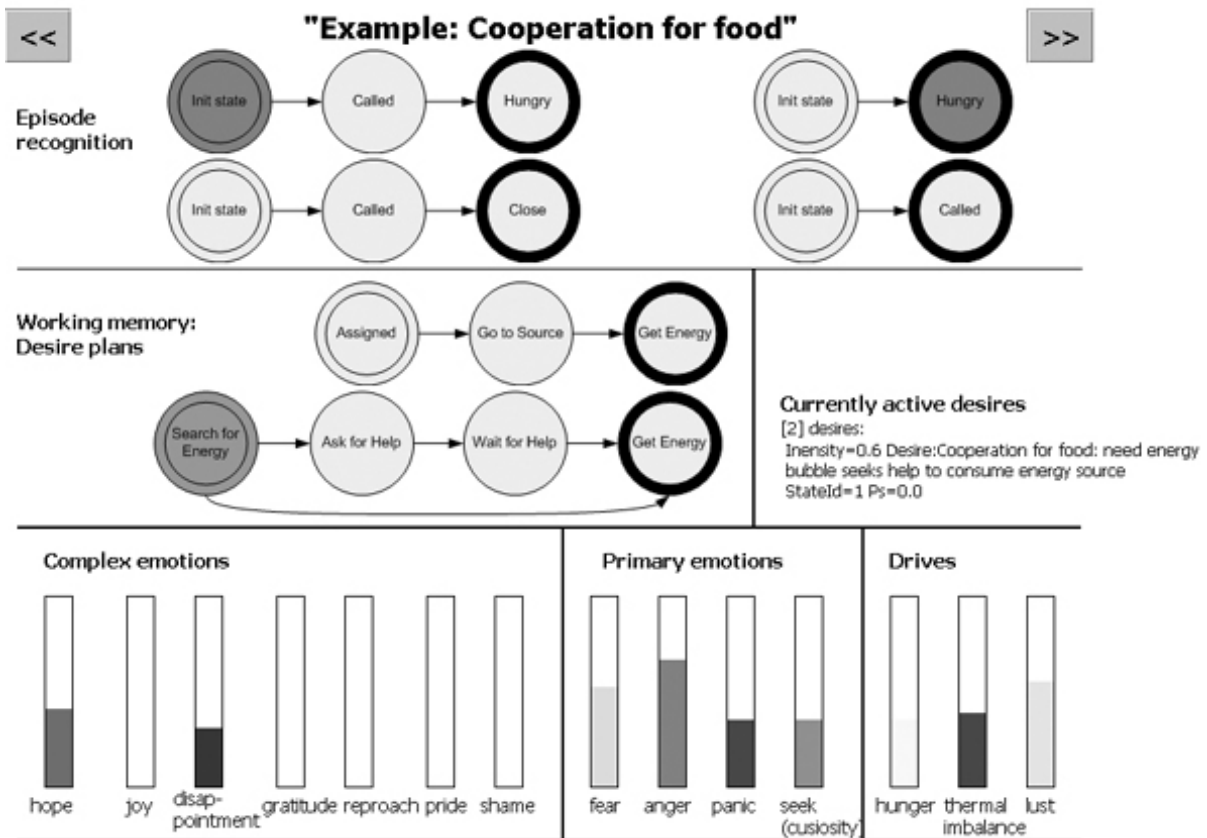 <<
"Example: Cooperation for food"
>>
Episode
recognition
Init state
Called
Hungry
Init state
Hungry
Init state
Called
Close
Init state
Called
Working memory:
Desire plans
Assigned
Go to Source
Get Energy
Search for
Energy
Ask for Help
Wait for Help
Get Energy
Currently active desires
[2] desires:
Inensity=0.6 Desire:Cooperation for food: need energy
bubble seeks help to consume energy source
StateId=1 Ps=0.0
Complex emotions
hope
joy
disap-
pointment
gratitude
reproach
pride
shame
Primary emotions
fear
anger
panic
seek
(cusiosity)
Drives
hunger
thermal
imbalance
lust